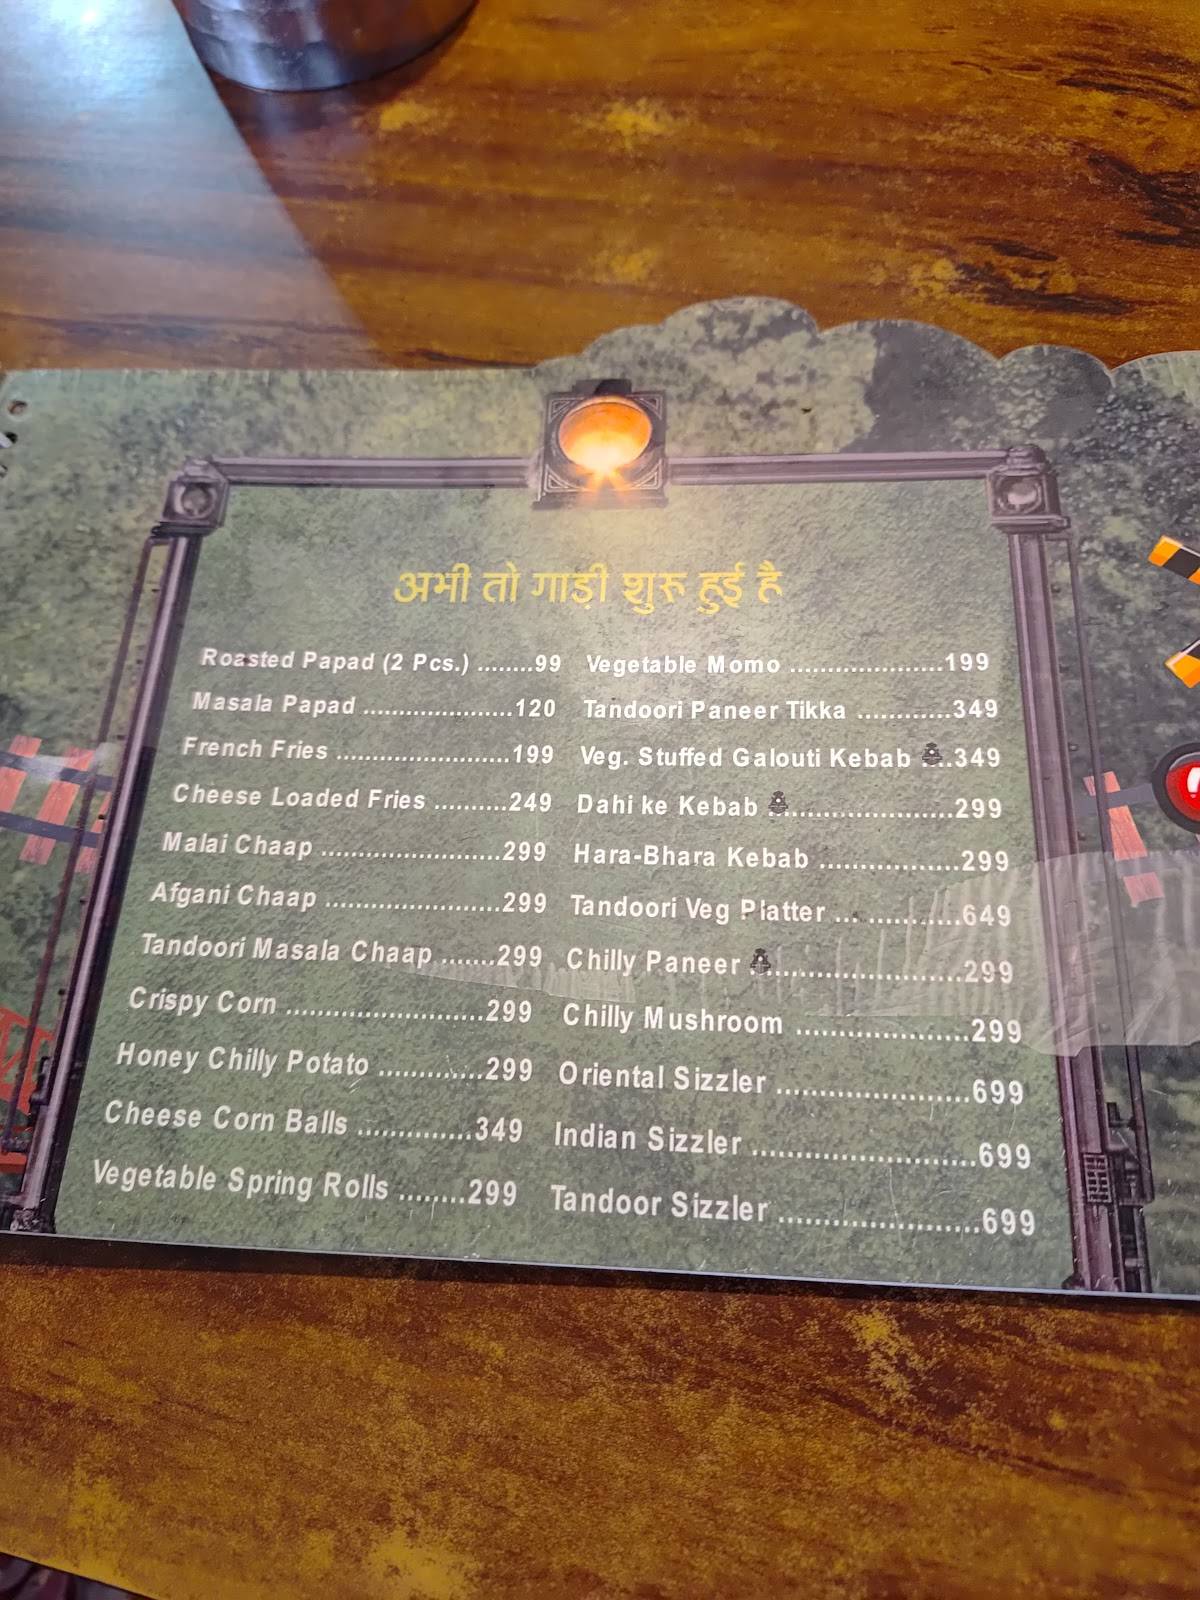 अभी तो गाड़ी शुरू हुई है
Roasted Papad (2 Pcs.) ........99
Masala Papad .....................120
French Fries ........................199
Cheese Loaded Fries ..........249
Malai Chaap .........................299
Afgani Chaap ........................299
Tandoori Masala Chaap .......299
Crispy Corn ............................299
Honey Chilly Potato ...............299
Cheese Corn Balls ................349
Vegetable Spring Rolls ........299
Vegetable Momo ......................199
Tandoori Paneer Tikka .............349
Veg. Stuffed Galouti Kebab ...349
Dahi ke Kebab .........................299
Hara-Bhara Kebab .................299
Tandoori Veg Platter ... ...........649
Chilly Paneer ...........................299
Chilly Mushroom .....................299
Oriental Sizzler ........................699
Indian Sizzler ............................699
Tandoor Sizzler .........................699